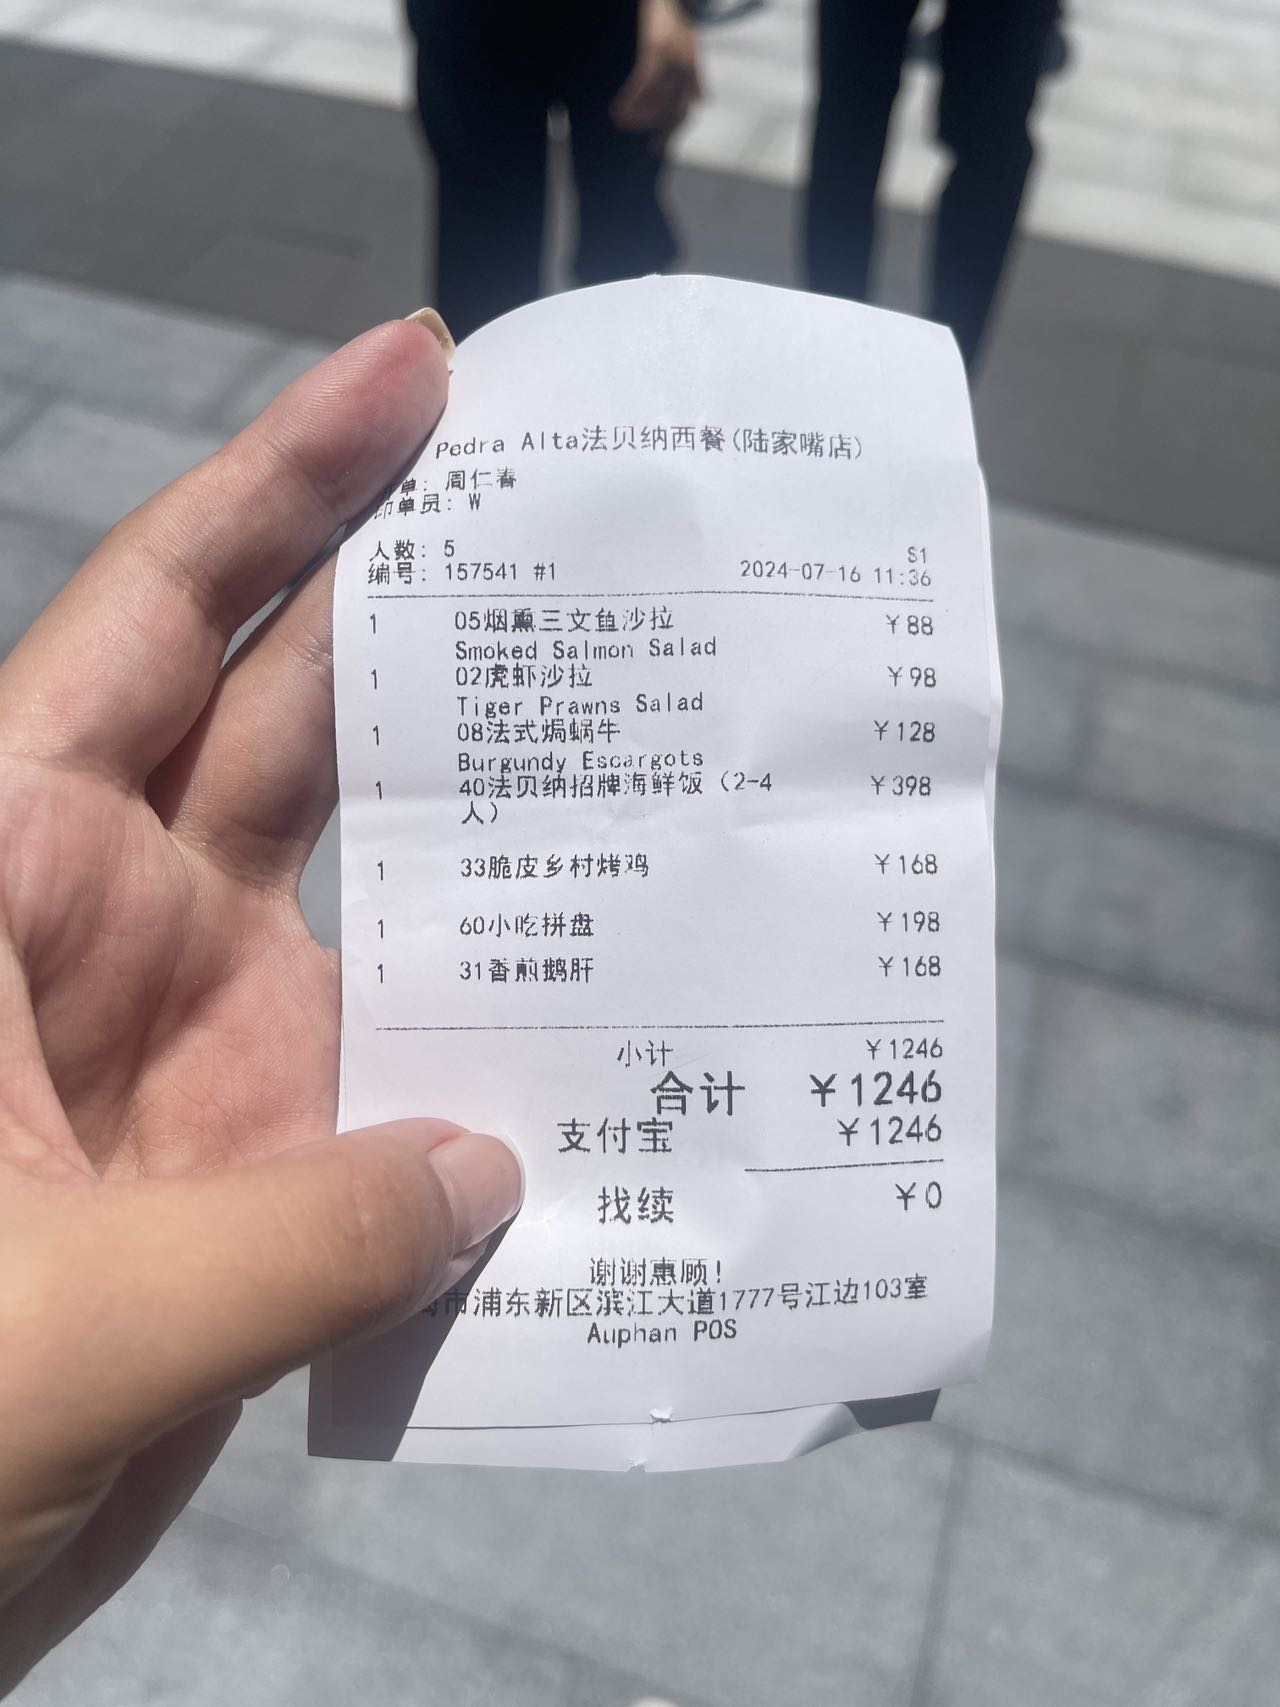 Pedra Alta法贝纳西餐(陆家嘴店)
单: 周仁春
印单员: W
人数: 5
S1
编号: 157541 #1 2024-07-16 11:36
1 05烟熏三文鱼沙拉 ¥88
Smoked Salmon Salad
1 02虎虾沙拉 ¥98
Tiger Prawns Salad
1 08法式焗蜗牛 ¥128
Burgundy Escargots
1 40法贝纳招牌海鲜饭（2-4 ¥398
人）
1 33脆皮乡村烤鸡 ¥168
1 60小吃拼盘 ¥198
1 31香煎鹅肝 ¥168
小计 ¥1246
合计 ¥1246
支付宝 ¥1246
找续 ¥0
谢谢惠顾!
海市浦东新区滨江大道1777号江边103室
Auphan POS